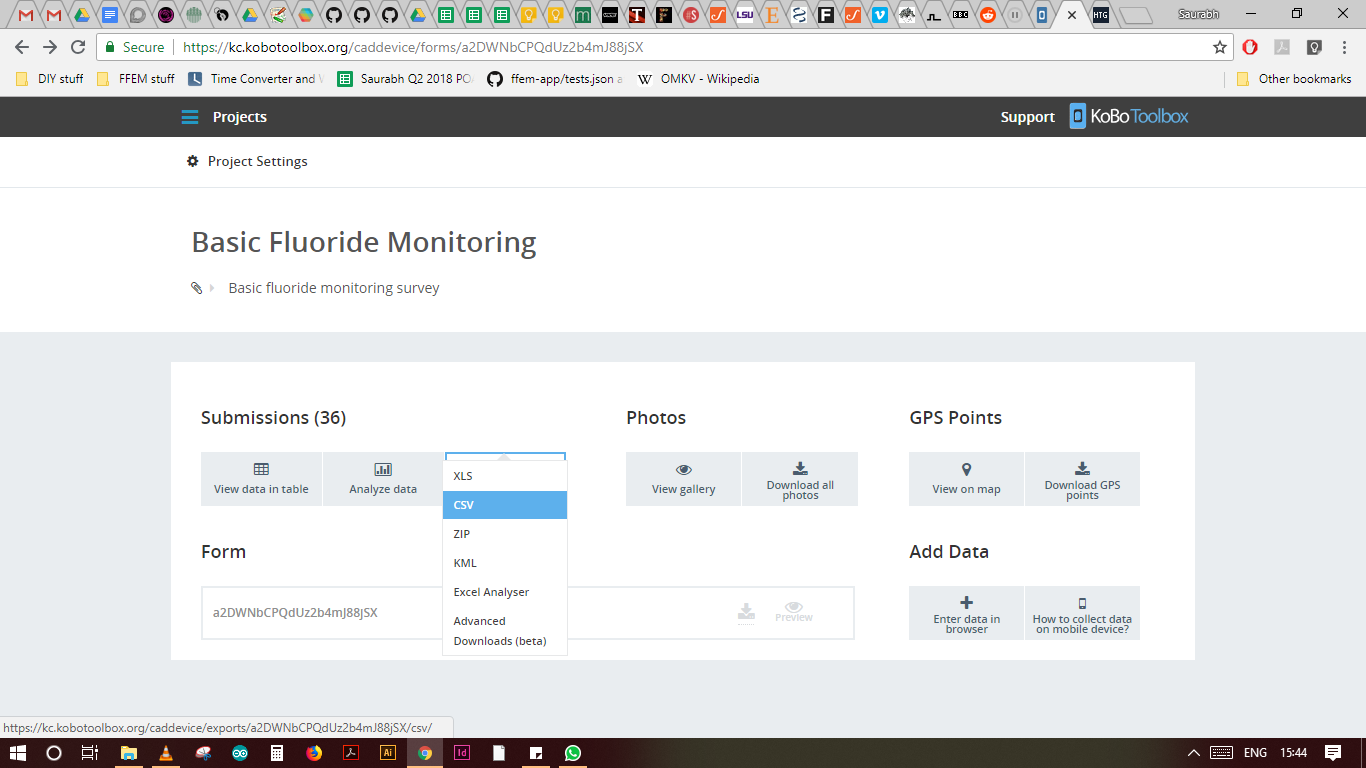 Saurabh
Secure
https://kc.kobotoolbox.org/caddevice/forms/a2DWNbCPQdUz2b4mJ88jSX
DIY stuff
FFEM stuff
Time Converter and
Saurabh Q2 2018 PO
ffem-app/tests.json a
OMKV - Wikipedia
Other bookmarks
Projects
Support
KoBoToolbox
Project Settings
Basic Fluoride Monitoring
Basic fluoride monitoring survey
Submissions (36)
Photos
GPS Points
View data in table
Analyze data
XLS
CSV
ZIP
KML
Excel Analyser
Advanced
Downloads (beta)
View gallery
Download all
photos
View on map
Download GPS
points
Form
Add Data
a2DWNbCPQdUz2b4mJ88jSX
Preview
Enter data in
browser
How to collect data
on mobile device?
https://kc.kobotoolbox.org/caddevice/exports/a2DWNbCPQdUz2b4mJ88jSX/csv/
ENG
15:44